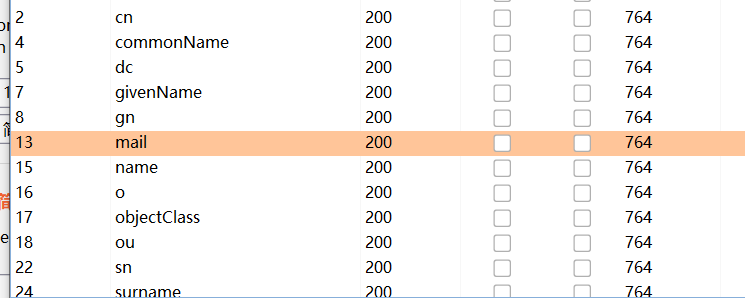 2 cn 200 764
4 commonName 200 764
5 dc 200 764
7 givenName 200 764
8 gn 200 764
13 mail 200 764
15 name 200 764
16 o 200 764
17 objectClass 200 764
18 ou 200 764
22 sn 200 764
24 surname 200 764